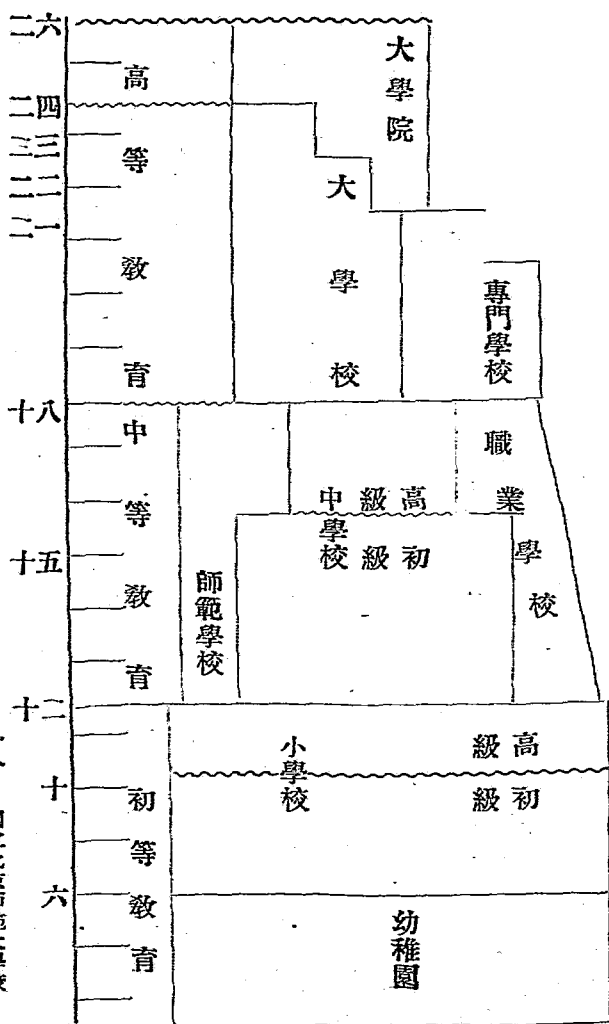 二六
二四
二三
二二
二一
十八
十五
十二
十
六
高等教育
中等教育
初等教育
大學院
大學校
專門學校
高級中
初級學校
師範學校
職業學校
高級
初級
小學校
幼稚園